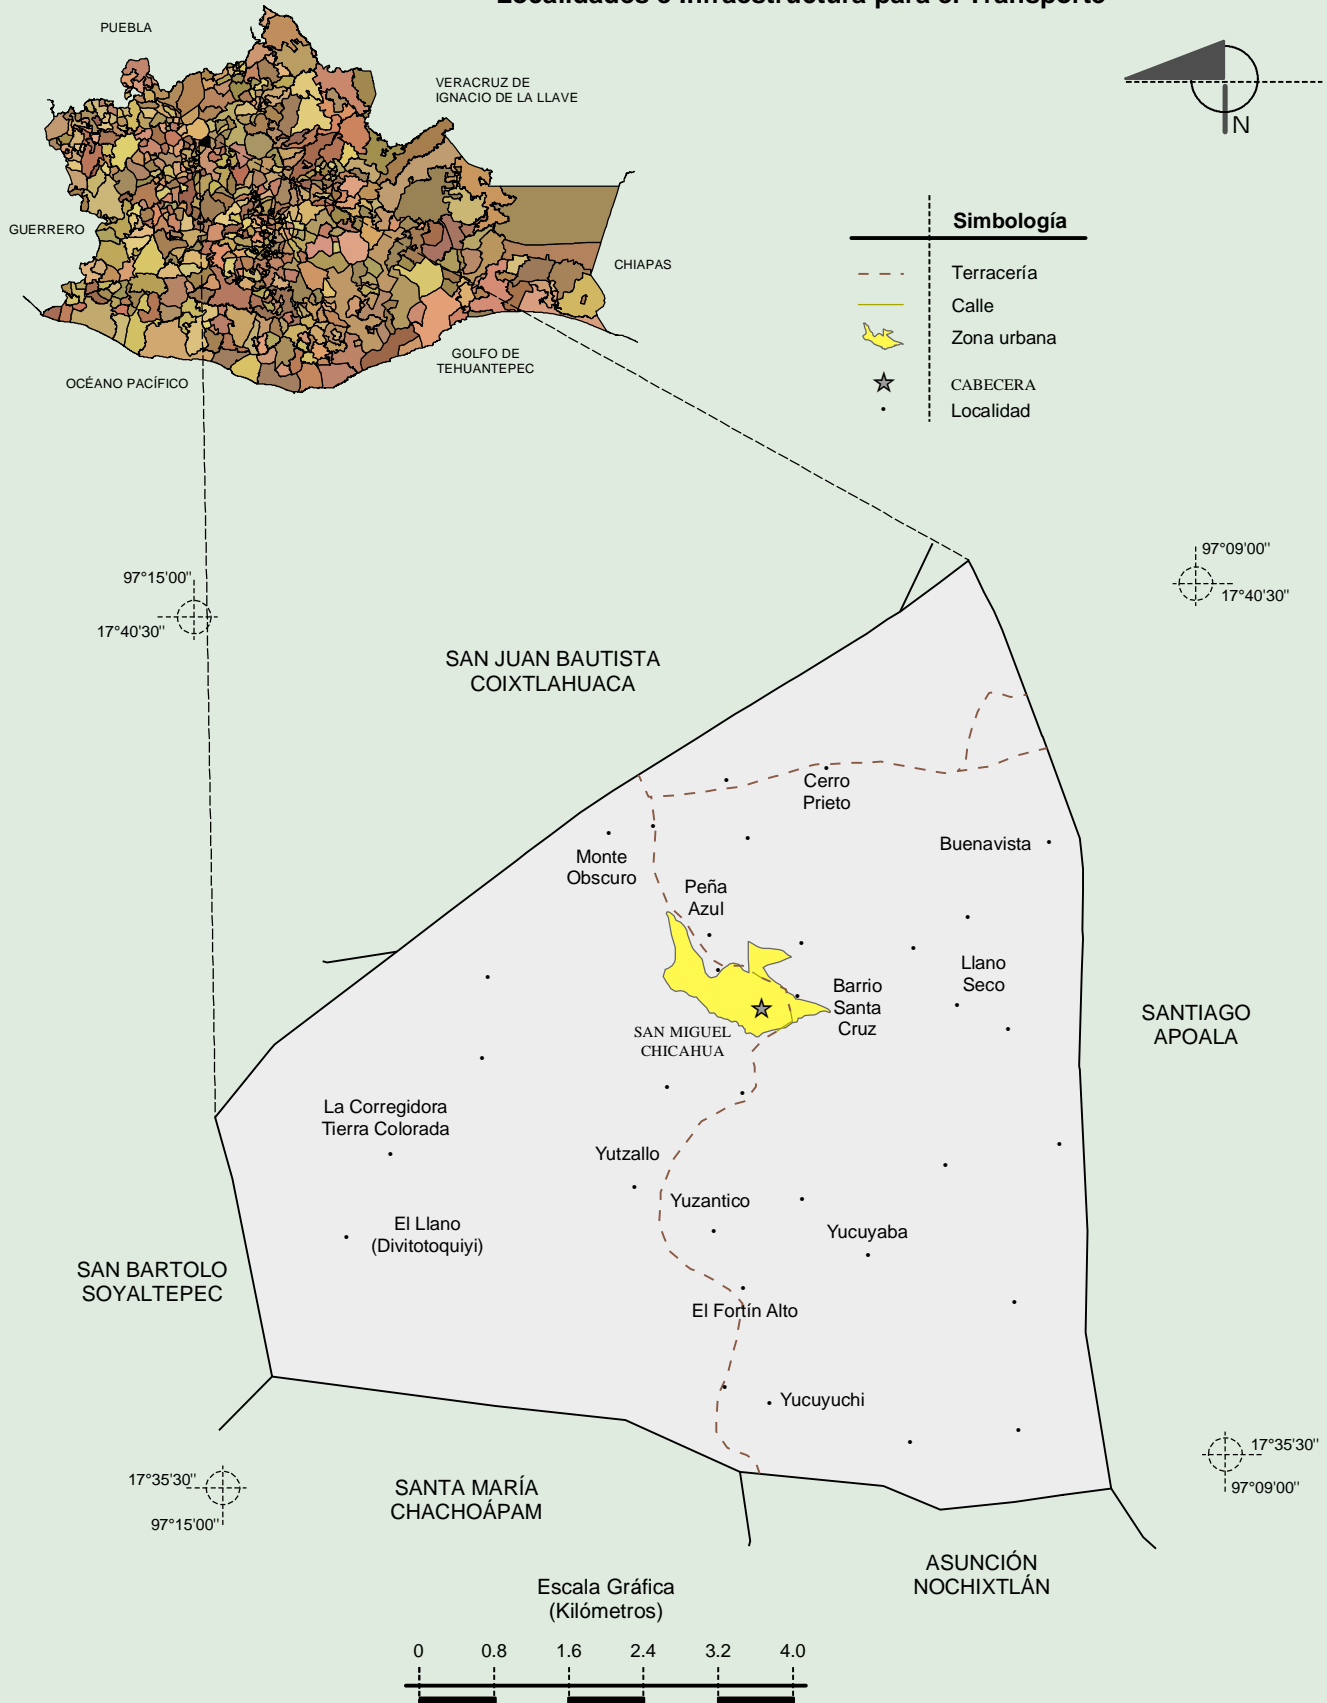 Localidades e Infraestructura para el Transporte
PUEBLA
VERACRUZ DE
IGNACIO DE LA LLAVE
N
GUERRERO
CHIAPAS
GOLFO DE
TEHUANTEPEC
OCÉANO PACÍFICO
Simbología
Terracería
Calle
Zona urbana
CABECERA
Localidad
97°15'00"
17°40'30"
97°09'00"
17°40'30"
SAN JUAN BAUTISTA
COIXTLAHUACA
Cerro
Prieto
Monte
Obscuro
Buenavista
Peña
Azul
Llano
Seco
Barrio
Santa
Cruz
SAN MIGUEL
CHICAHUA
SANTIAGO
APOALA
La Corregidora
Tierra Colorada
Yutzallo
Yuzantico
El Llano
(Divitotoquiyi)
Yucuyaba
SAN BARTOLO
SOYALTEPEC
El Fortín Alto
Yucuyuchi
17°35'30"
97°15'00"
17°35'30"
97°09'00"
SANTA MARÍA
CHACHOÁPAM
ASUNCIÓN
NOCHIXTLÁN
Escala Gráfica
(Kilómetros)
0 0.8 1.6 2.4 3.2 4.0